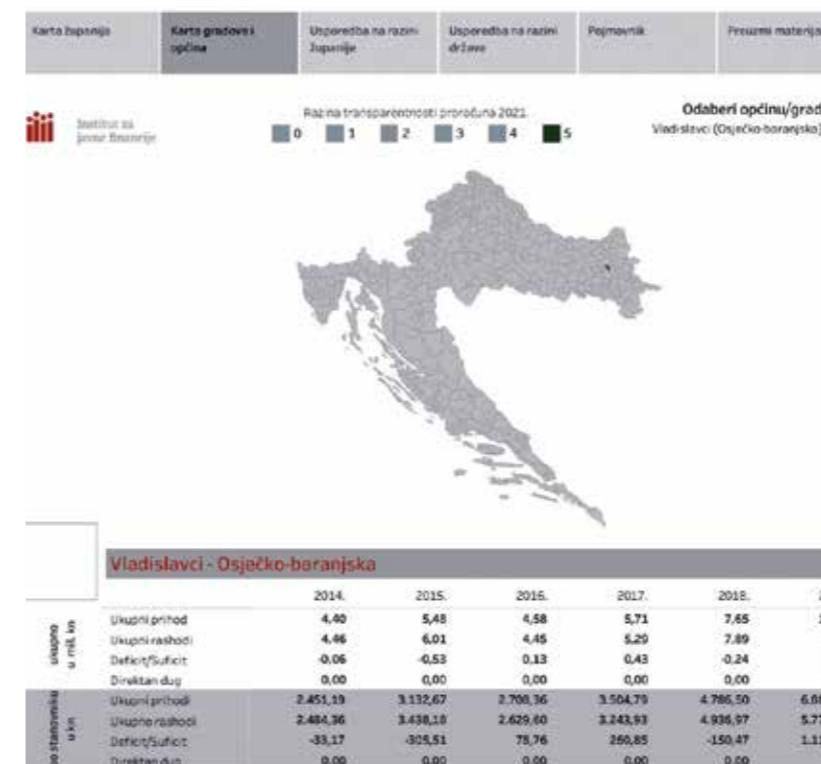 Karta županija
Karta gradova i općina
Usporedba na razini županije
Usporedba na razini države
Pojmovnik
Preuzmi materija
Institut za
javne financije
Razina transparentnosti proračuna 2021.
0 1 2 3 4 5
Odaberi općinu/grad
Vladislavci (Osječko-baranjska)
Vladislavci - Osječko-baranjska
2014. 2015. 2016. 2017. 2018.
ukupno u mil. kn
Ukupni prihod 4,40 5,48 4,58 5,71 7,65
Ukupni rashodi 4,46 6,01 4,45 5,29 7,89
Deficit/Suficit -0,06 -0,53 0,13 0,43 -0,24
Direktan dug 0,00 0,00 0,00 0,00 0,00
po stanovniku u kn
Ukupni prihodi 2.451,19 3.132,67 2.708,36 3.504,79 4.786,50
Ukupno rashodi 2.484,36 3.438,18 2.629,60 3.243,93 4.936,97
Deficit/Suficit -33,17 -305,51 78,76 260,85 -150,47
Direktan dug 0,00 0,00 0,00 0,00 0,00